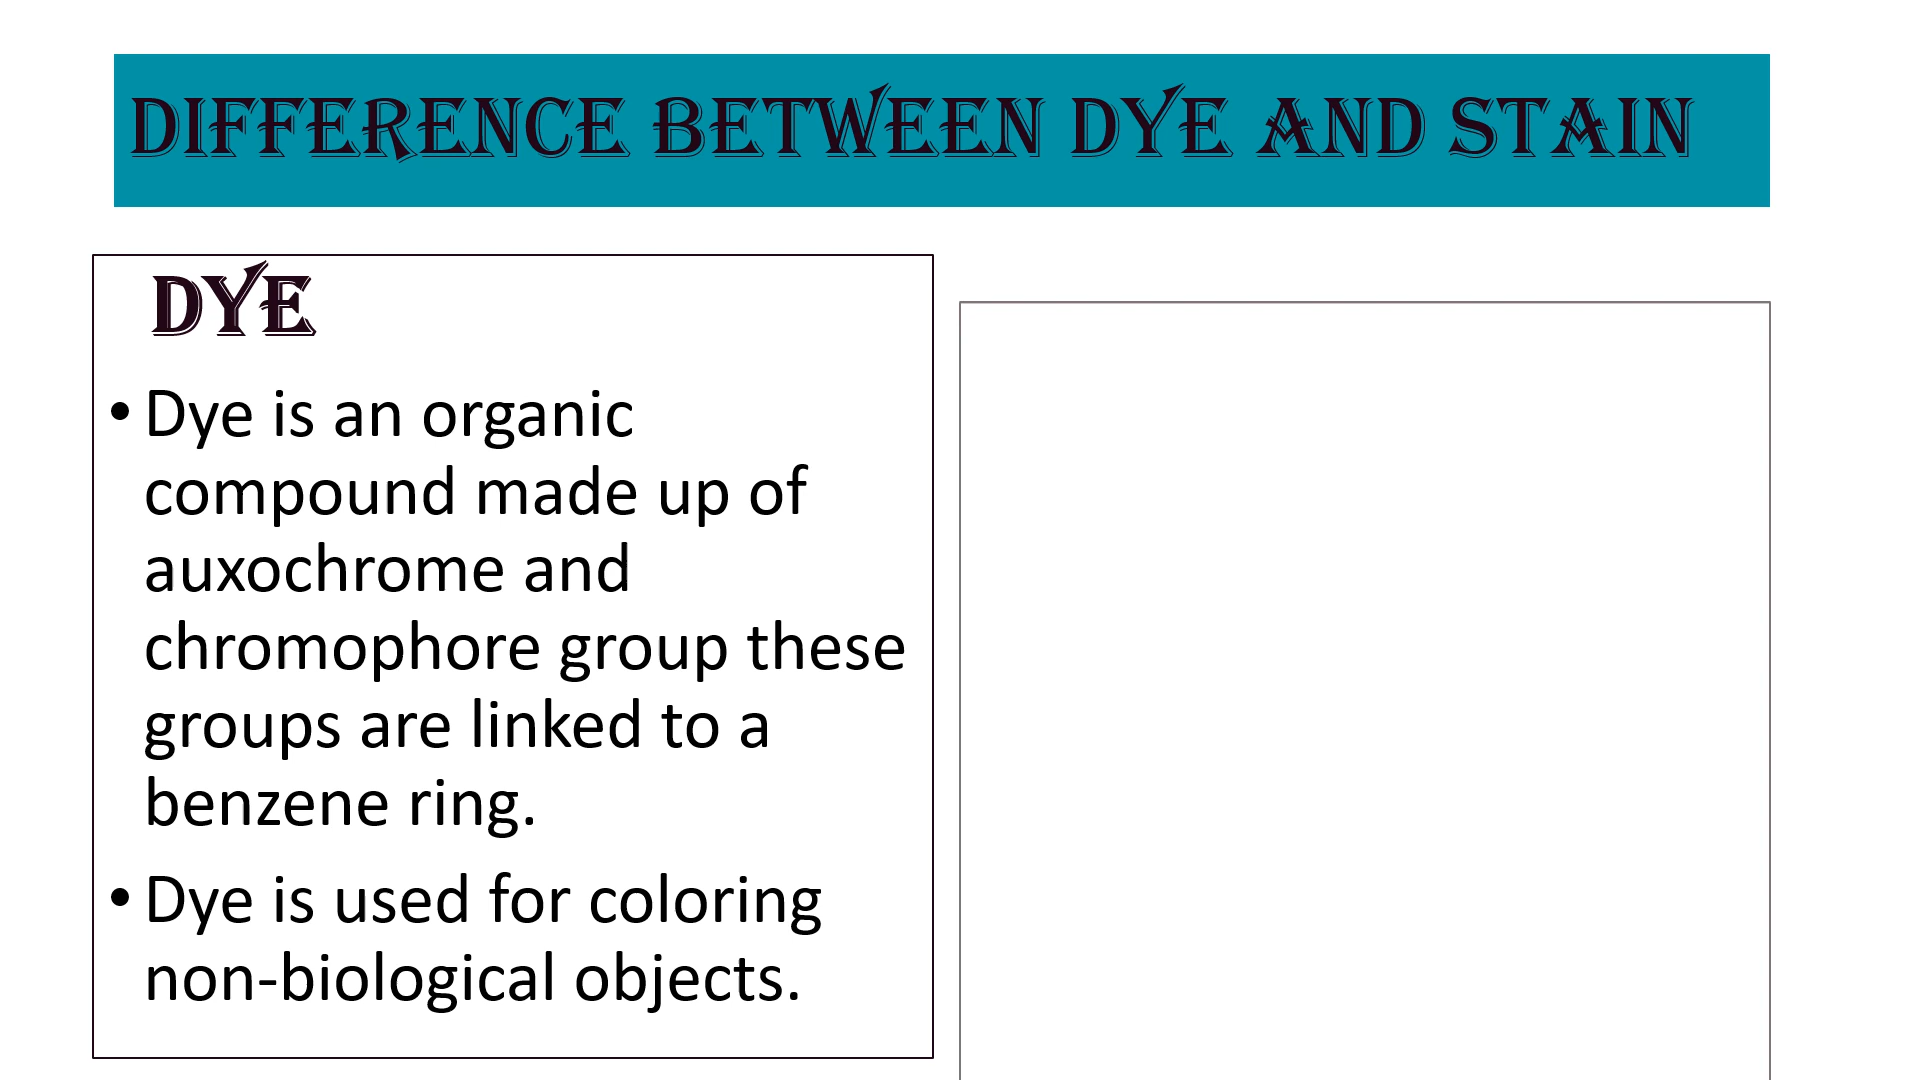 DIFFERENCE BETWEEN DYE AND STAIN
DYE
• Dye is an organic
compound made up of
auxochrome and
chromophore group these
groups are linked to a
benzene ring.
• Dye is used for coloring
non-biological objects.